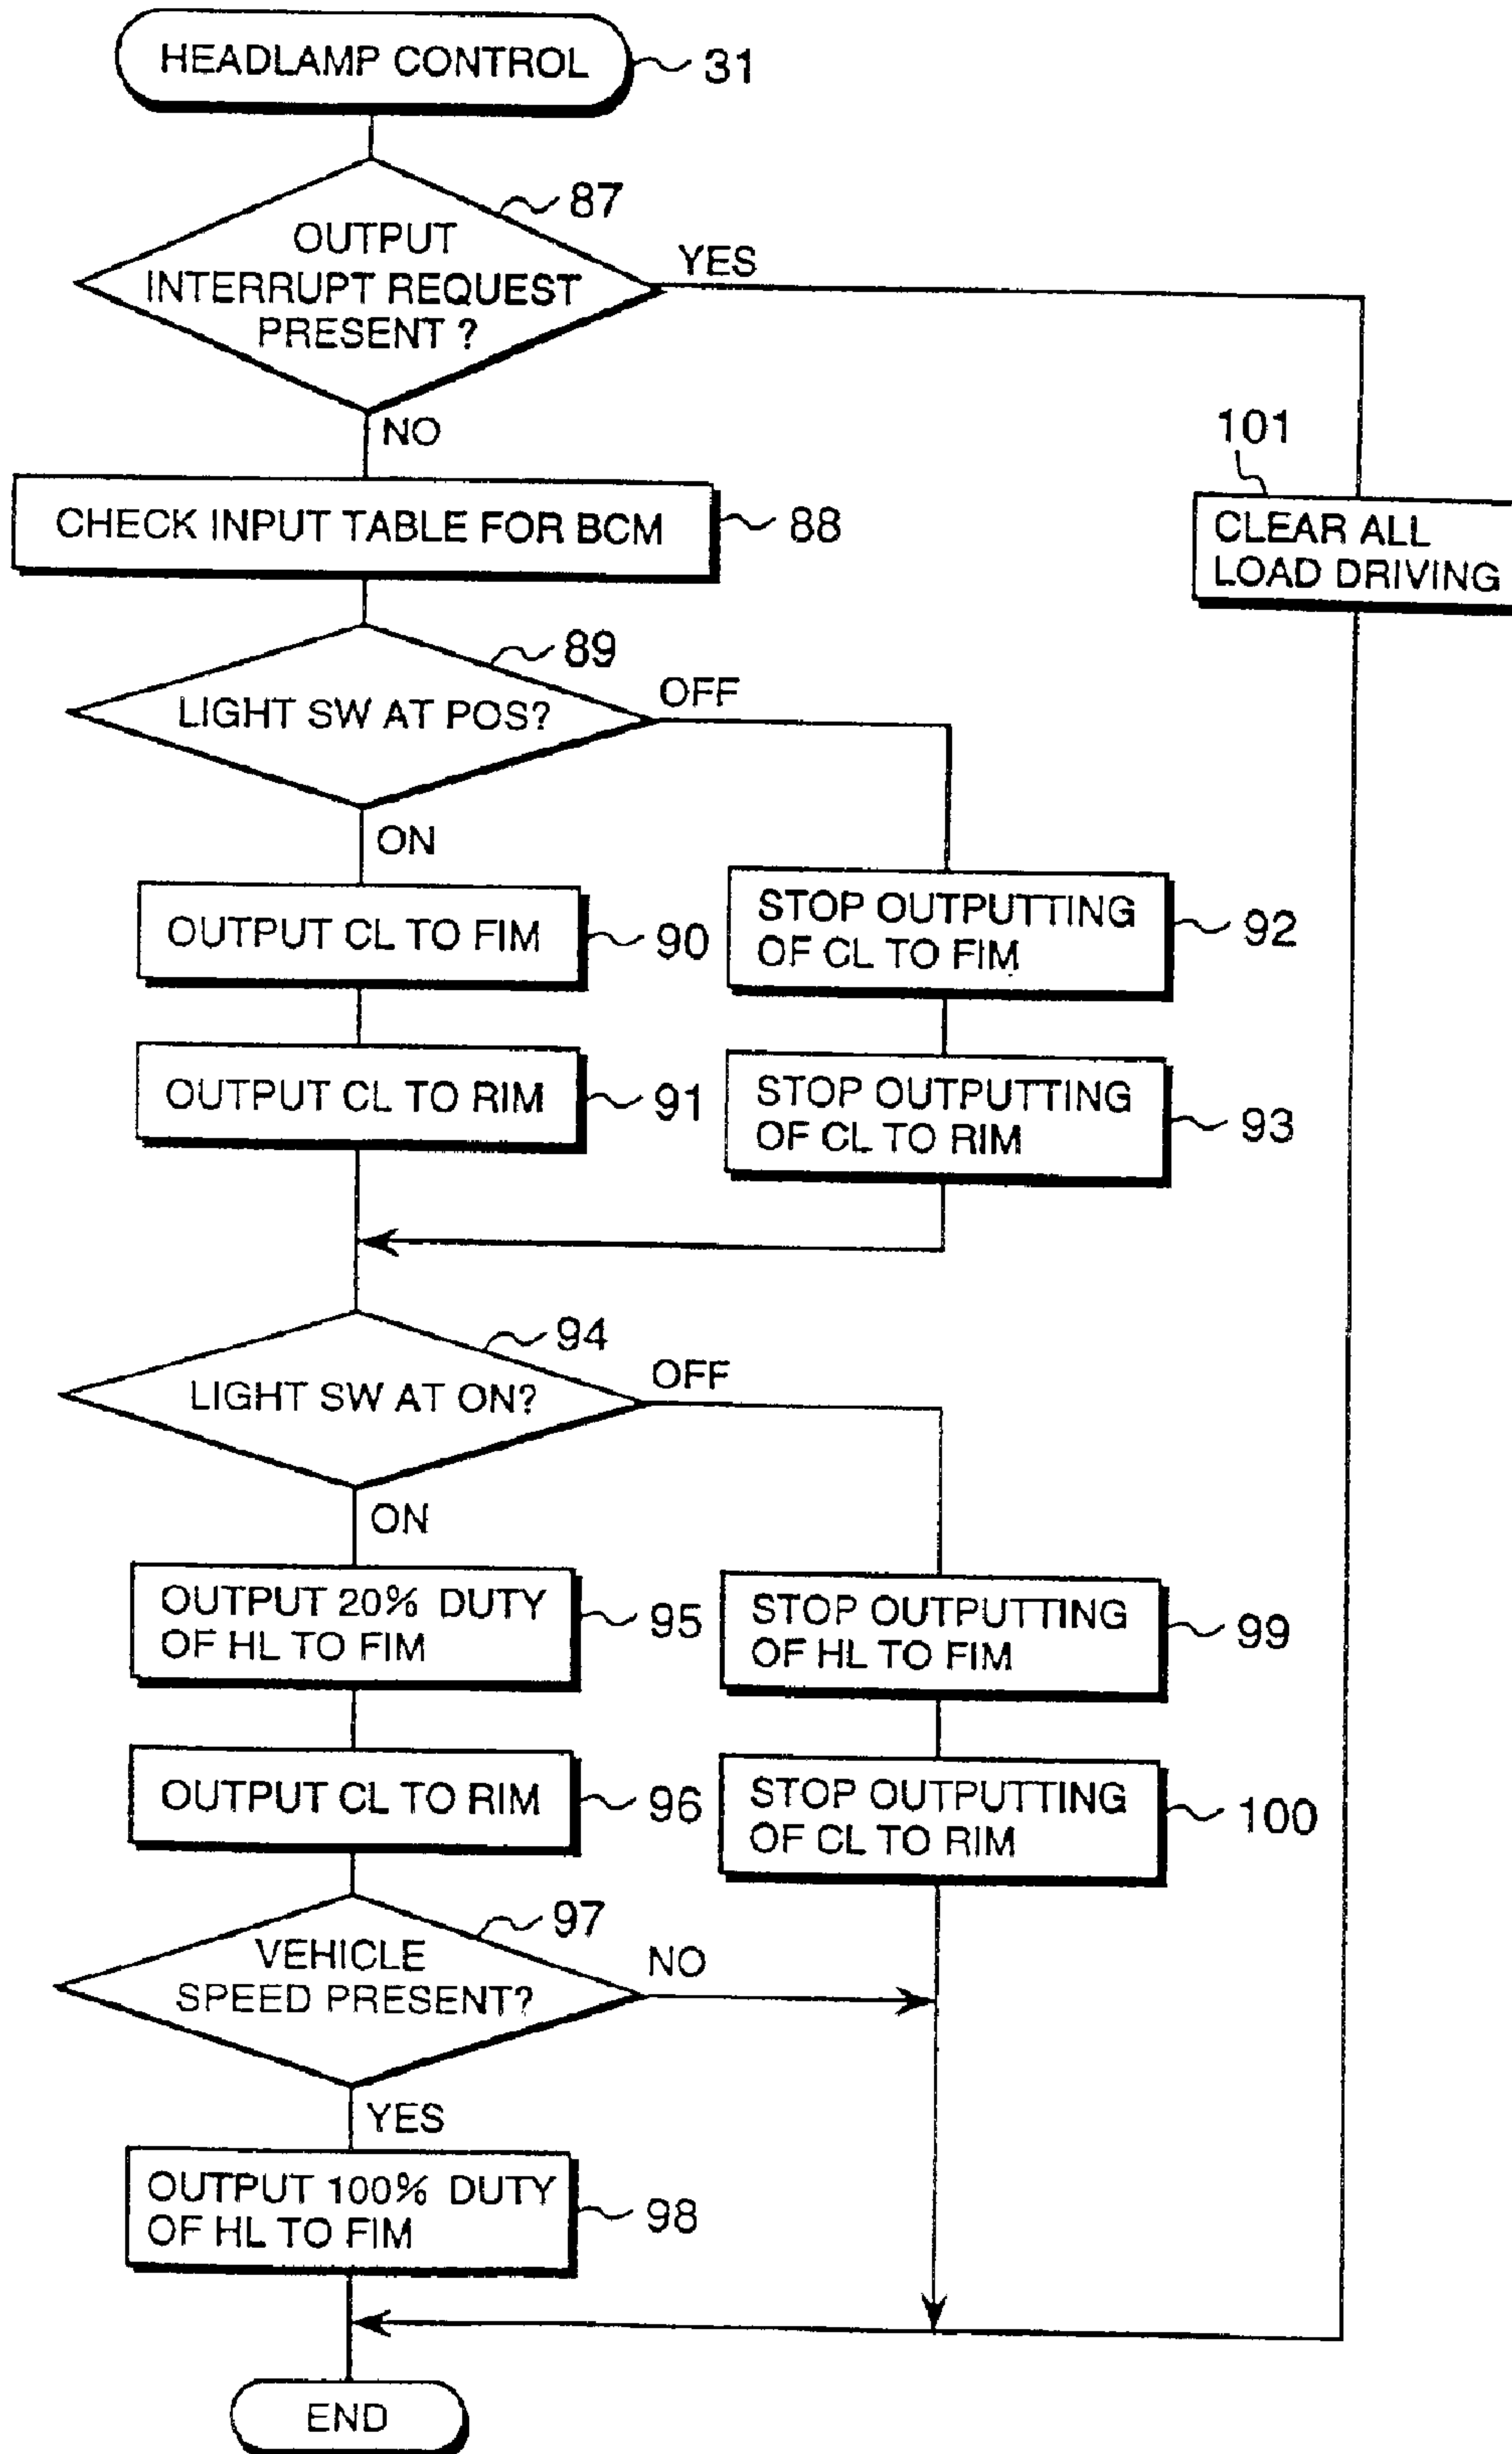 HEADLAMP CONTROL
31
87
OUTPUT
INTERRUPT REQUEST
PRESENT ?
YES
NO
101
CLEAR ALL
LOAD DRIVING
CHECK INPUT TABLE FOR BCM
88
89
LIGHT SW AT POS?
OFF
ON
OUTPUT CL TO FIM
90
STOP OUTPUTTING
OF CL TO FIM
92
OUTPUT CL TO RIM
91
STOP OUTPUTTING
OF CL TO RIM
93
94
LIGHT SW AT ON?
OFF
ON
OUTPUT 20% DUTY
OF HL TO FIM
95
STOP OUTPUTTING
OF HL TO FIM
99
OUTPUT CL TO RIM
96
STOP OUTPUTTING
OF CL TO RIM
100
97
VEHICLE
SPEED PRESENT?
NO
YES
OUTPUT 100% DUTY
OF HL TO FIM
98
END